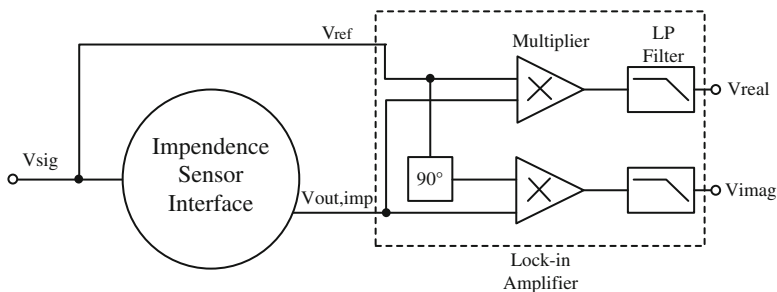 Vref
Multiplier
LP
Filter
Vreal
Vsig
Impendence
Sensor
Interface
90°
Vout,imp
Vimag
Lock-in
Amplifier